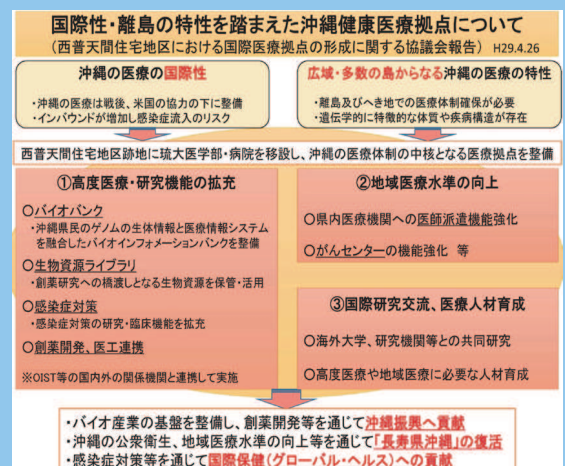 国際性・離島の特性を踏まえた沖縄健康医療拠点について
(西普天間住宅地区における国際医療拠点の形成に関する協議会報告) H29.4.26
沖縄の医療の国際性
・沖縄の医療は戦後、米国の協力の下に整備
・インバウンドが増加し感染症流入のリスク
広域・多数の島からなる沖縄の医療の特性
・離島及びへき地での医療体制確保が必要
・遺伝学的に特徴的な体質や疾病構造が存在
西普天間住宅地区跡地に琉大医学部・病院を移設し、沖縄の医療体制の中核となる医療拠点を整備
①高度医療・研究機能の拡充
〇バイオバンク
・沖縄県民のゲノムの生体情報と医療情報システム
を融合したバイオインフォメーションバンクを整備
〇生物資源ライブラリ
・創薬研究への橋渡しとなる生物資源を保管・活用
〇感染症対策
・感染症対策の研究・臨床機能を拡充
〇創薬開発、医工連携
※OIST等の国内外の関係機関と連携して実施
②地域医療水準の向上
〇県内医療機関への医師派遣機能強化
〇がんセンターの機能強化 等
③国際研究交流、医療人材育成
〇海外大学、研究機関等との共同研究
〇高度医療や地域医療に必要な人材育成
・バイオ産業の基盤を整備し、創薬開発等を通じて沖縄振興へ貢献
・沖縄の公衆衛生、地域医療水準の向上等を通じて「長寿県沖縄」の復活
・感染症対策等を通じて国際保健(グローバル・ヘルス)への貢献